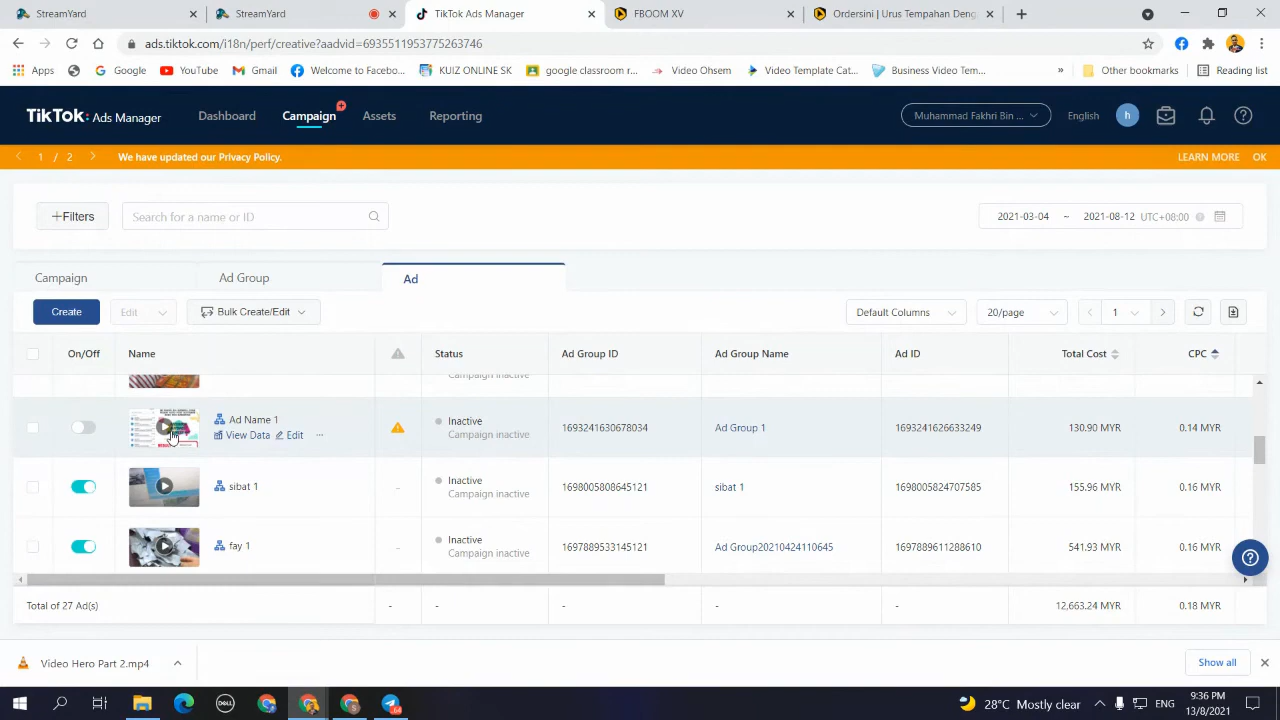 StreamYard
StreamYard
TikTok Ads Manager
FBOOM XV
Ordersini | Urus Tempahan Deng
ads.tiktok.com/i18n/perf/creative?aadvid=6935511953775263746
Apps
Google
YouTube
Gmail
Welcome to Facebo...
KUIZ ONLINE SK
google classroom r...
Video Ohsem
Video Template Cat...
Business Video Tem...
»
Other bookmarks
Reading list
TikTok: Ads Manager
Dashboard
Campaign
Assets
Reporting
Muhammad Fakhri Bin ...
English
h
1 / 2
We have updated our Privacy Policy.
LEARN MORE
OK
+Filters
Search for a name or ID
2021-03-04 ~ 2021-08-12 UTC+08:00
Campaign
Ad Group
Ad
Create
Edit
Bulk Create/Edit
Default Columns
20/page
1
On/Off
Name
Status
Ad Group ID
Ad Group Name
Ad ID
Total Cost
CPC
Campaign inactive
Ad Name 1
View Data Edit ...
Inactive
Campaign inactive
1693241630678034
Ad Group 1
1693241626633249
130.90 MYR
0.14 MYR
sibat 1
-
Inactive
Campaign inactive
1698005808645121
sibat 1
1698005824707585
155.96 MYR
0.16 MYR
fay 1
-
Inactive
Campaign inactive
1697889533145121
Ad Group20210424110645
1697889611288610
541.93 MYR
0.16 MYR
Total of 27 Ad(s)
-
-
-
-
-
12,663.24 MYR
0.18 MYR
Video Hero Part 2.mp4
Show all
DELL
64
28°C Mostly clear
ENG
9:36 PM
13/8/2021